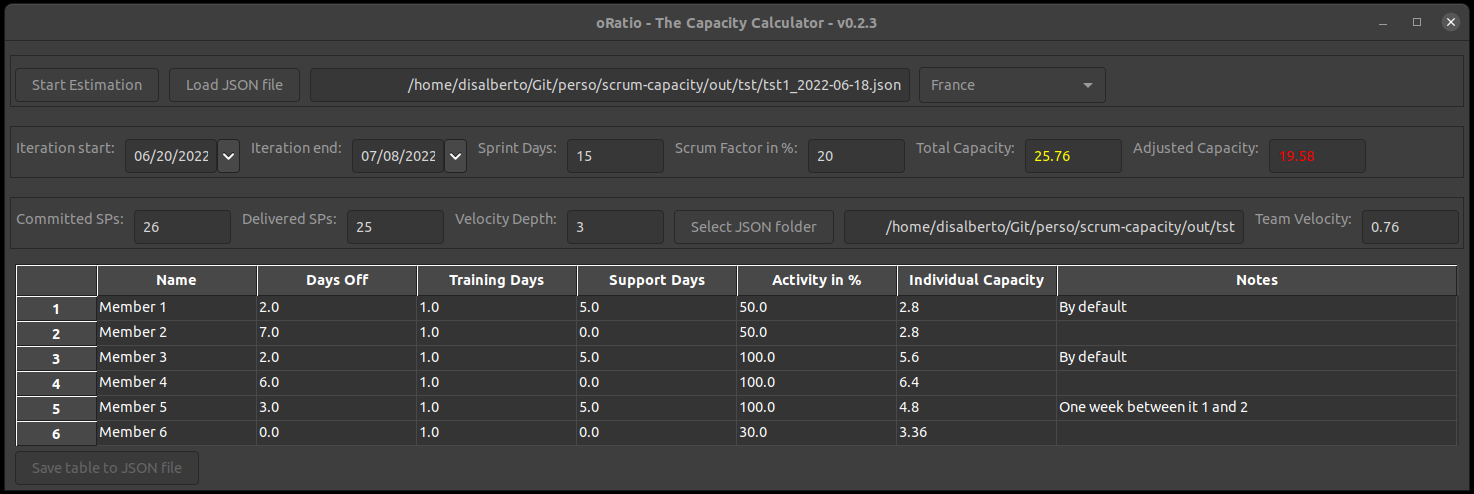 oRatio - The Capacity Calculator - v0.2.3
Start Estimation Load JSON file /home/disalberto/Git/perso/scrum-capacity/out/tst/tst1_2022-06-18.json France
Iteration start: 06/20/2022 Iteration end: 07/08/2022 Sprint Days: 15 Scrum Factor in %: 20 Total Capacity: 25.76 Adjusted Capacity: 19.58
Committed SPs: 26 Delivered SPs: 25 Velocity Depth: 3 Select JSON folder /home/disalberto/Git/perso/scrum-capacity/out/tst Team Velocity: 0.76
Name Days Off Training Days Support Days Activity in % Individual Capacity Notes
1 Member 1 2.0 1.0 5.0 50.0 2.8 By default
2 Member 2 7.0 1.0 0.0 50.0 2.8
3 Member 3 2.0 1.0 5.0 100.0 5.6 By default
4 Member 4 6.0 1.0 0.0 100.0 6.4
5 Member 5 3.0 1.0 5.0 100.0 4.8 One week between it 1 and 2
6 Member 6 0.0 1.0 0.0 30.0 3.36
Save table to JSON file